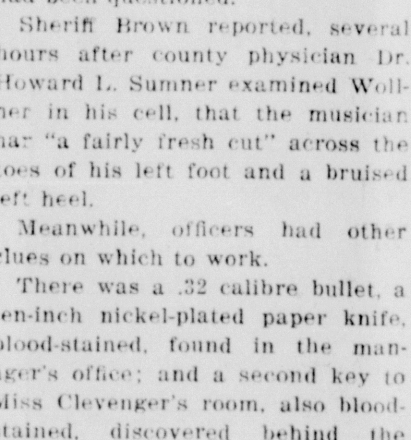 Sheriff Brown reported, several
hours after county physician Dr.
Howard L. Sumner examined Woll-
ner in his cell, that the musician
har "a fairly fresh cut" across the
toes of his left foot and a bruised
left heel.
Meanwhile, officers had other
clues on which to work.
There was a .32 calibre bullet, a
ten-inch nickel-plated paper knife,
blood-stained, found in the man-
ager's office; and a second key to
Miss Clevenger's room, also blood-
stained, discovered behind the